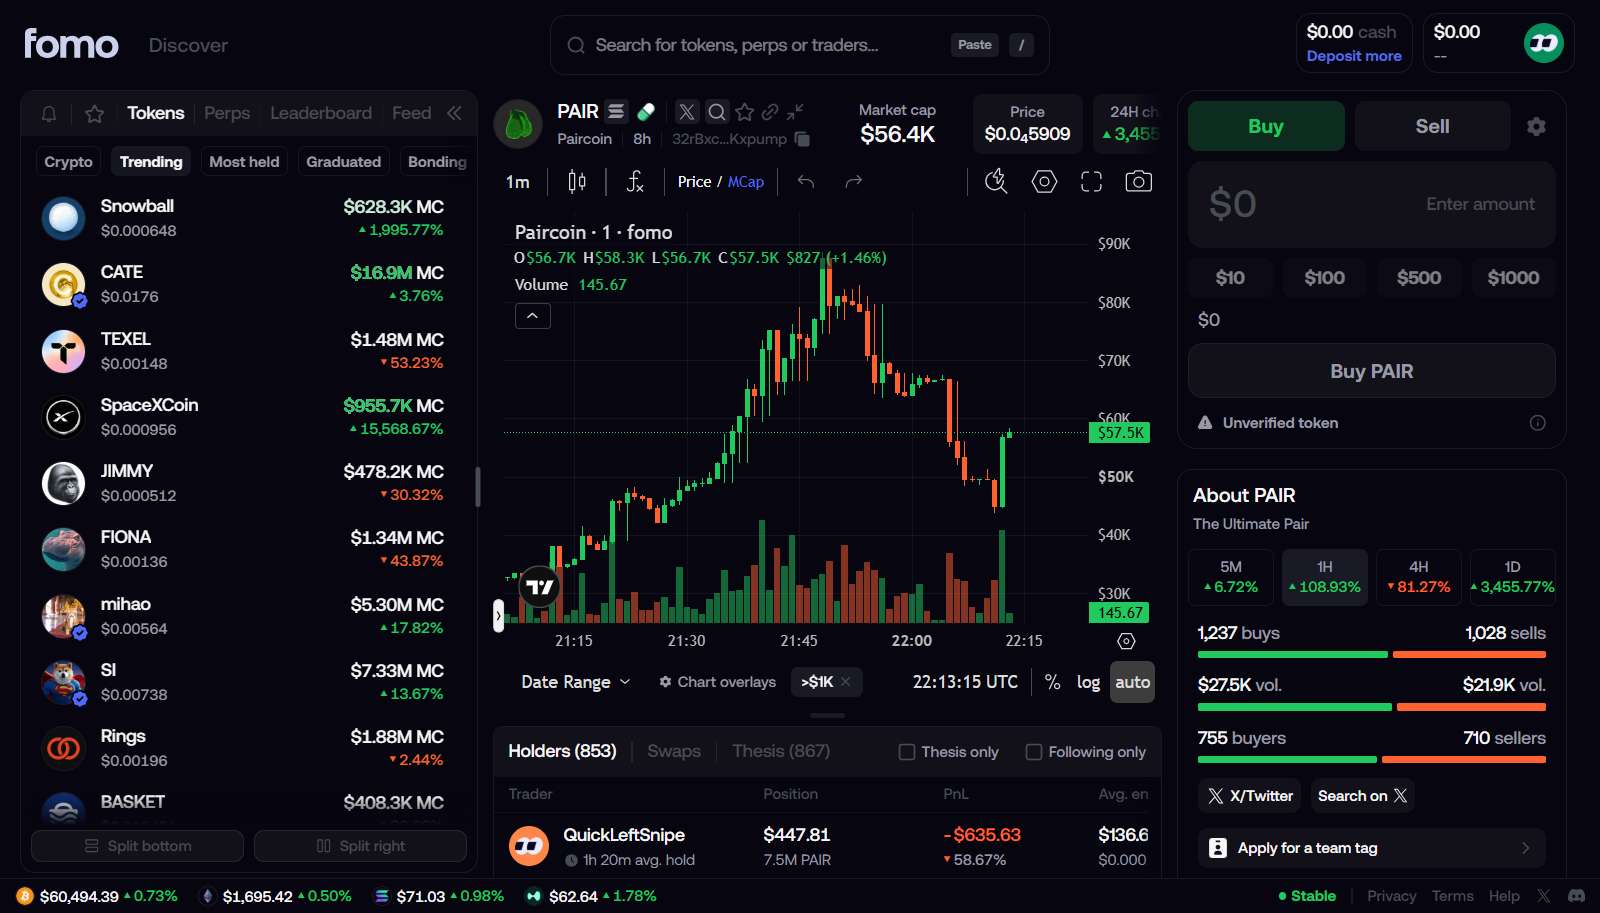 fomo Discover
Search for tokens, perps or traders... Paste /
$0.00 cash
Deposit more
$0.00
--
Tokens Perps Leaderboard Feed
Crypto Trending Most held Graduated Bonding
Snowball $628.3K MC
$0.000648 1,995.77%
CATE $16.9M MC
$0.0176 3.76%
TEXEL $1.48M MC
$0.00148 53.23%
SpaceXCoin $955.7K MC
$0.000956 15,568.67%
JIMMY $478.2K MC
$0.000512 30.32%
FIONA $1.34M MC
$0.00136 43.87%
mihao $5.30M MC
$0.00564 17.82%
SI $7.33M MC
$0.00738 13.67%
Rings $1.88M MC
$0.00196 2.44%
BASKET $408.3K MC
Split bottom Split right
PAIR
Paircoin 8h 32rBxc...Kxpump
Market cap
$56.4K
Price
$0.0₄5909
24H ch
3,455
1m Price / MCap
Paircoin · 1 · fomo
O$56.7K H$58.3K L$56.7K C$57.5K $827 (+1.46%)
Volume 145.67
$90K
$80K
$70K
$60K
$57.5K
$50K
$40K
$30K
145.67
21:15 21:30 21:45 22:00 22:15
Date Range Chart overlays >$1K 22:13:15 UTC % log auto
Holders (853) Swaps Thesis (867) Thesis only Following only
Trader Position PnL Avg. en
QuickLeftSnipe $447.81 -$635.63 $136.6
1h 20m avg. hold 7.5M PAIR 58.67% $0.000
Buy Sell
$0 Enter amount
$10 $100 $500 $1000
$0
Buy PAIR
Unverified token
About PAIR
The Ultimate Pair
5M 1H 4H 1D
6.72% 108.93% 81.27% 3,455.77%
1,237 buys 1,028 sells
$27.5K vol. $21.9K vol.
755 buyers 710 sellers
X/Twitter Search on X
Apply for a team tag
$60,494.39 0.73% $1,695.42 0.50% $71.03 0.98% $62.64 1.78%
Stable Privacy Terms Help